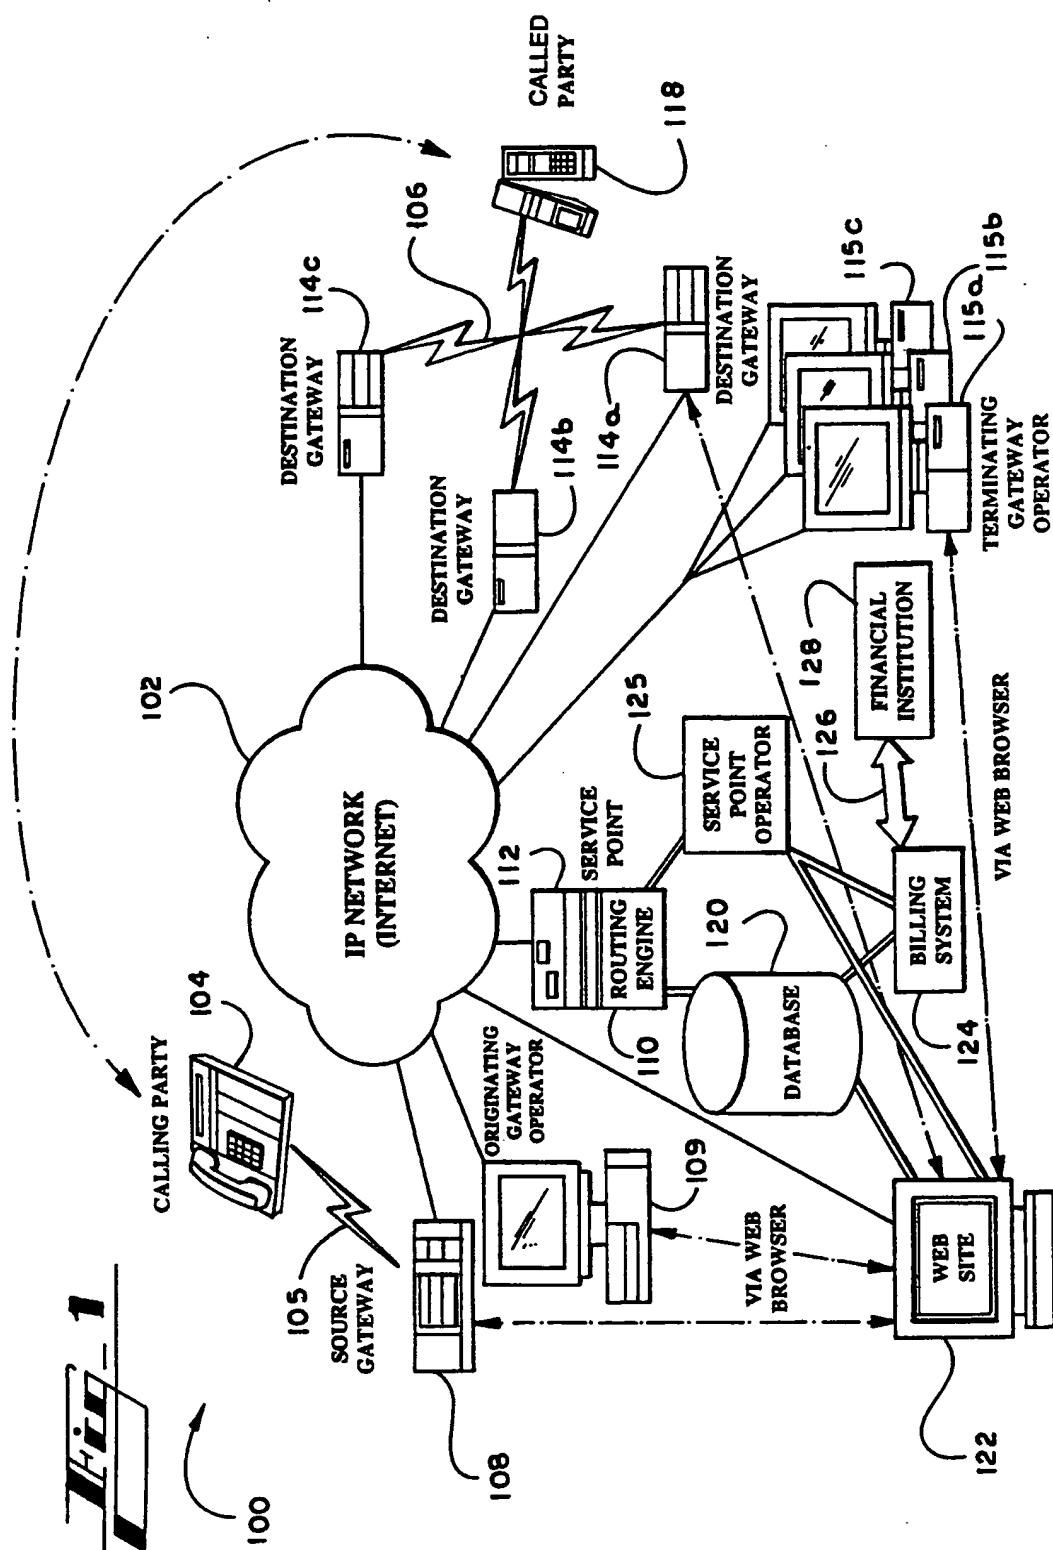 Fig_1
100
CALLING PARTY
104
105
SOURCE
GATEWAY
108
ORIGINATING
GATEWAY
OPERATOR
109
VIA WEB
BROWSER
WEB
SITE
122
102
IP NETWORK
(INTERNET)
112
SERVICE
POINT
ROUTING
ENGINE
110
120
DATABASE
125
SERVICE
POINT
OPERATOR
BILLING
SYSTEM
124
126
128
FINANCIAL
INSTITUTION
VIA WEB BROWSER
DESTINATION
GATEWAY
114c
106
DESTINATION
GATEWAY
114b
114a
DESTINATION
GATEWAY
CALLED
PARTY
118
115c
115a
115b
TERMINATING
GATEWAY
OPERATOR